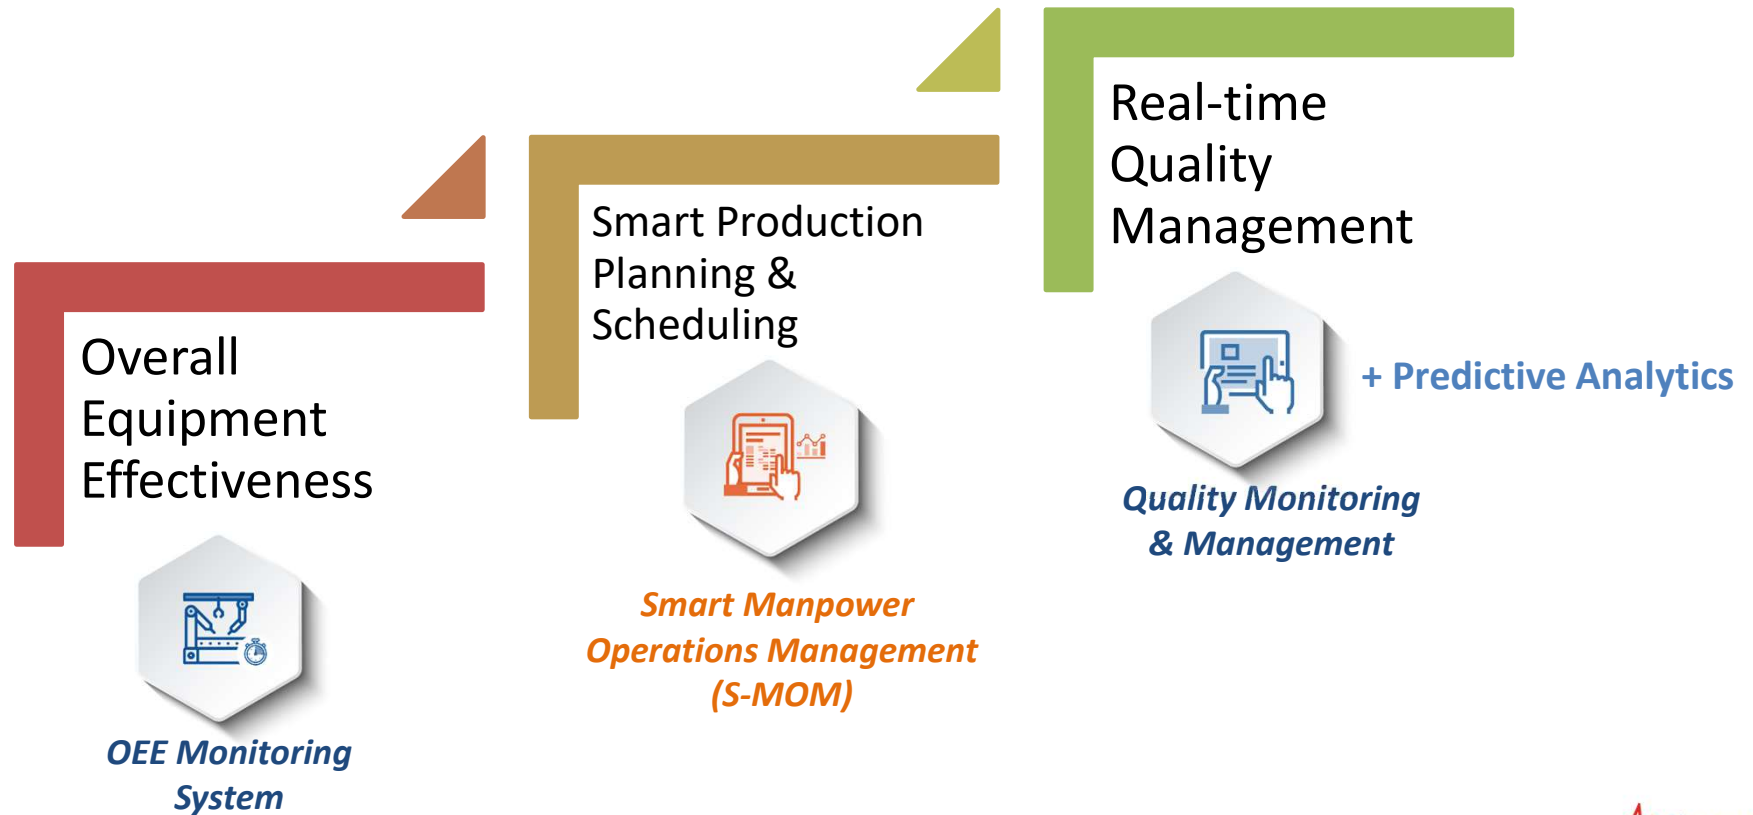 Overall
Equipment
Effectiveness
OEE Monitoring
System
Smart Production
Planning &
Scheduling
Smart Manpower
Operations Management
(S-MOM)
Real-time
Quality
Management
+ Predictive Analytics
Quality Monitoring
& Management